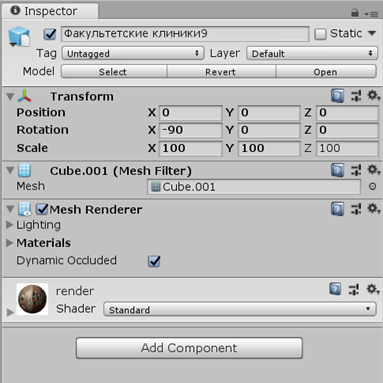 Inspector
Факультетские клиники9 Static
Tag Untagged Layer Default
Model Select Revert Open
Transform
Position X 0 Y 0 Z 0
Rotation X -90 Y 0 Z 0
Scale X 100 Y 100 Z 100
Cube.001 (Mesh Filter)
Mesh Cube.001
Mesh Renderer
Lighting
Materials
Dynamic Occluded
render
Shader Standard
Add Component